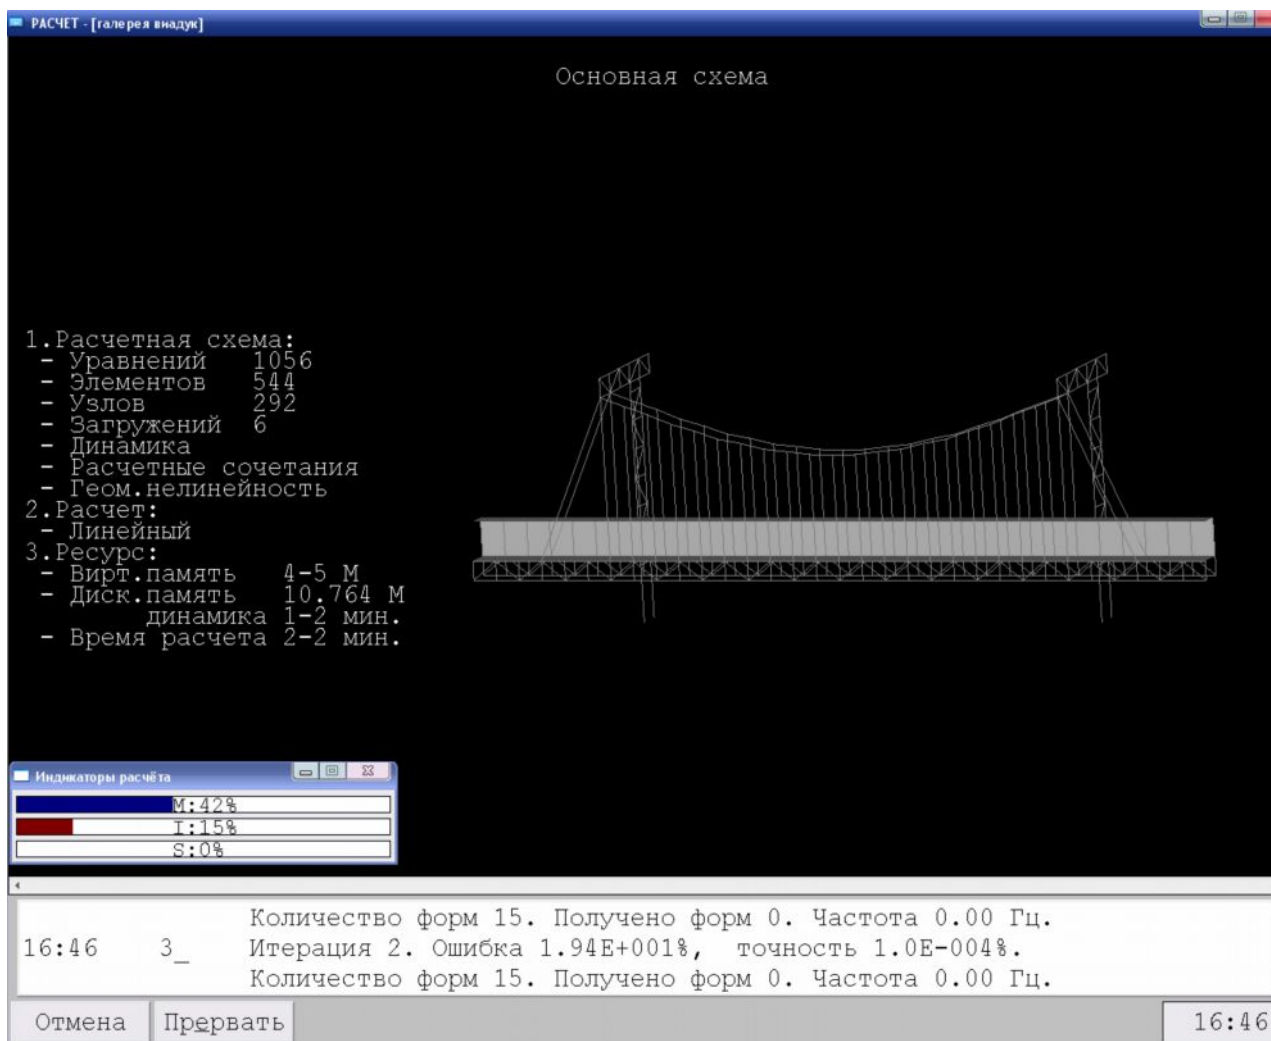 РАСЧЕТ - [галерея виадук]
Основная схема
1.Расчетная схема:
- Уравнений 1056
- Элементов 544
- Узлов 292
- Загружений 6
- Динамика
- Расчетные сочетания
- Геом.нелинейность
2.Расчет:
- Линейный
3.Ресурс:
- Вирт.память 4-5 М
- Диск.память 10.764 М
динамика 1-2 мин.
- Время расчета 2-2 мин.
Индикаторы расчёта
M:42%
I:15%
S:0%
Количество форм 15. Получено форм 0. Частота 0.00 Гц.
16:46 3_ Итерация 2. Ошибка 1.94E+001%, точность 1.0E-004%.
Количество форм 15. Получено форм 0. Частота 0.00 Гц.
Отмена Прервать 16:46